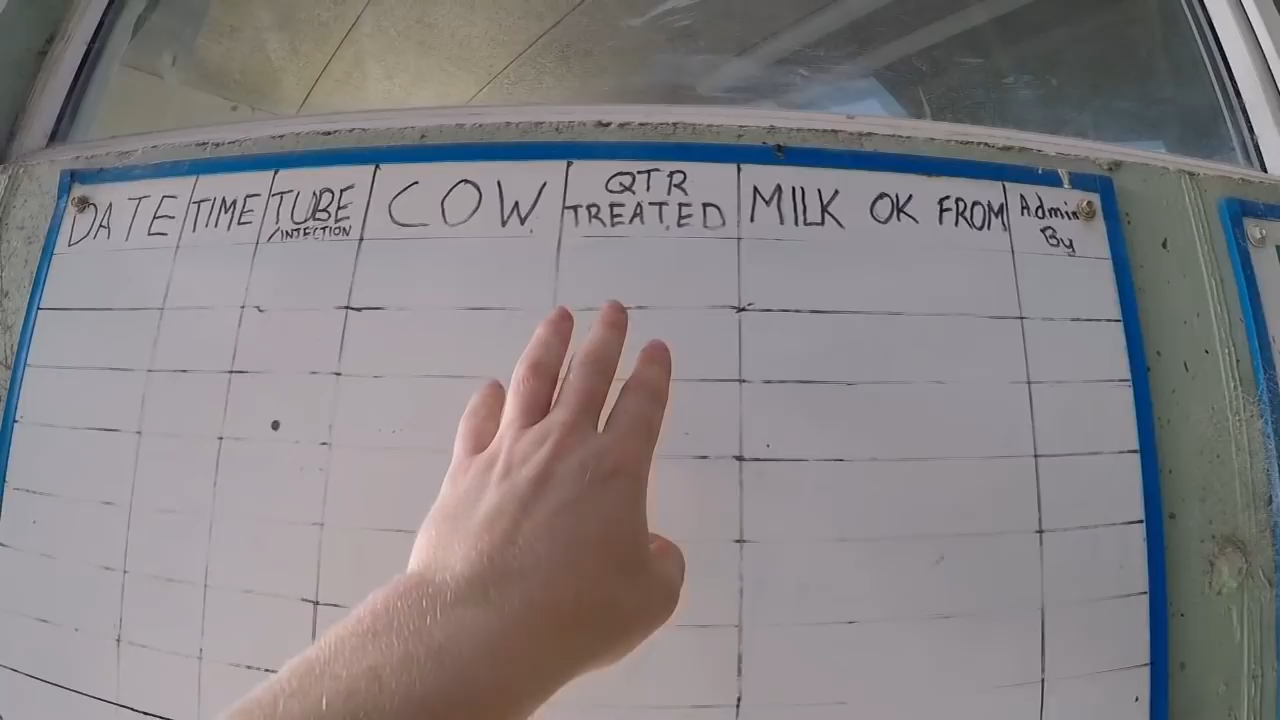 DATE
TIME
TUBE
/INJECTION
COW
QTR
TREATED
MILK OK FROM
Admin
By